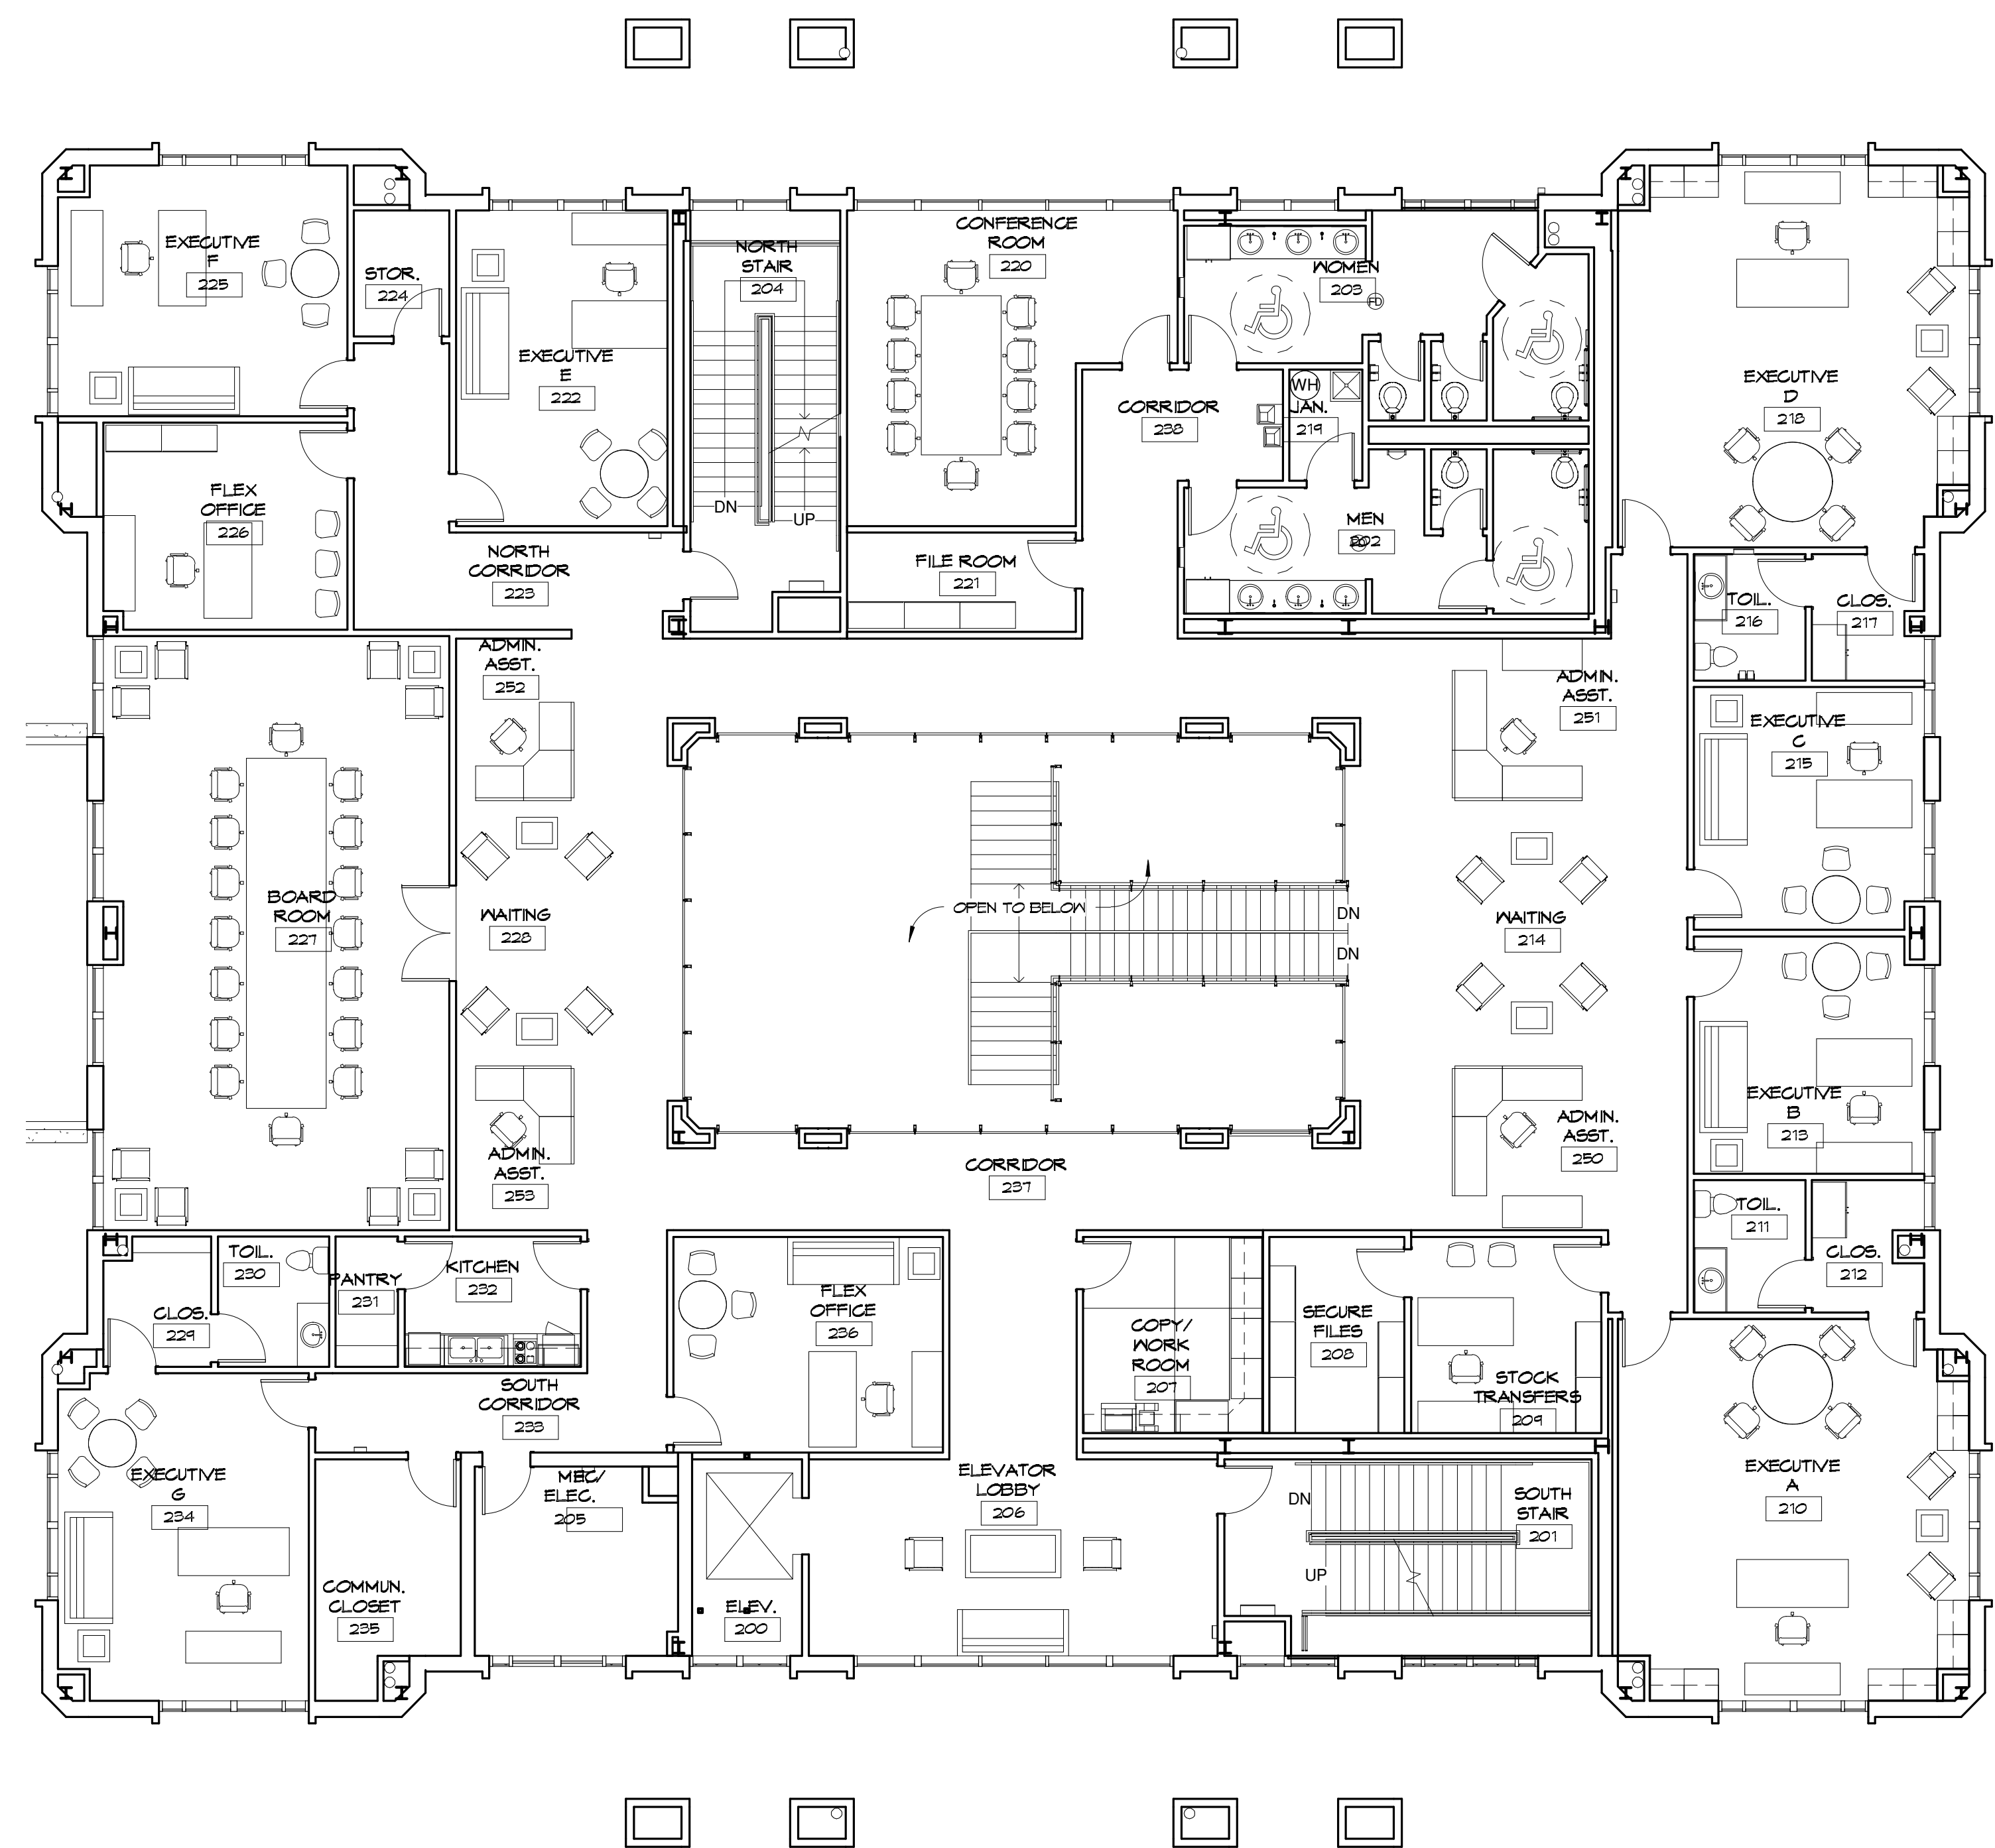 EXECUTIVE
F
225
STOR.
224
EXECUTIVE
E
222
NORTH
STAIR
204
DN
UP
CONFERENCE
ROOM
220
WOMEN
203
FD
EXECUTIVE
D
218
CORRIDOR
238
WH
JAN.
219
FLEX
OFFICE
226
NORTH
CORRIDOR
223
FILE ROOM
221
MEN
202
TOIL.
216
CLOS.
217
ADMIN.
ASST.
252
ADMIN.
ASST.
251
EXECUTIVE
C
215
BOARD
ROOM
227
WAITING
228
OPEN TO BELOW
DN
DN
WAITING
214
EXECUTIVE
B
213
ADMIN.
ASST.
253
CORRIDOR
237
ADMIN.
ASST.
250
TOIL.
211
CLOS.
212
TOIL.
230
CLOS.
229
PANTRY
231
KITCHEN
232
FLEX
OFFICE
236
COPY/
WORK
ROOM
207
SECURE
FILES
208
STOCK
TRANSFERS
209
SOUTH
CORRIDOR
233
EXECUTIVE
G
234
MEC/
ELEC.
205
ELEVATOR
LOBBY
206
DN
UP
SOUTH
STAIR
201
EXECUTIVE
A
210
COMMUN.
CLOSET
235
ELEV.
200